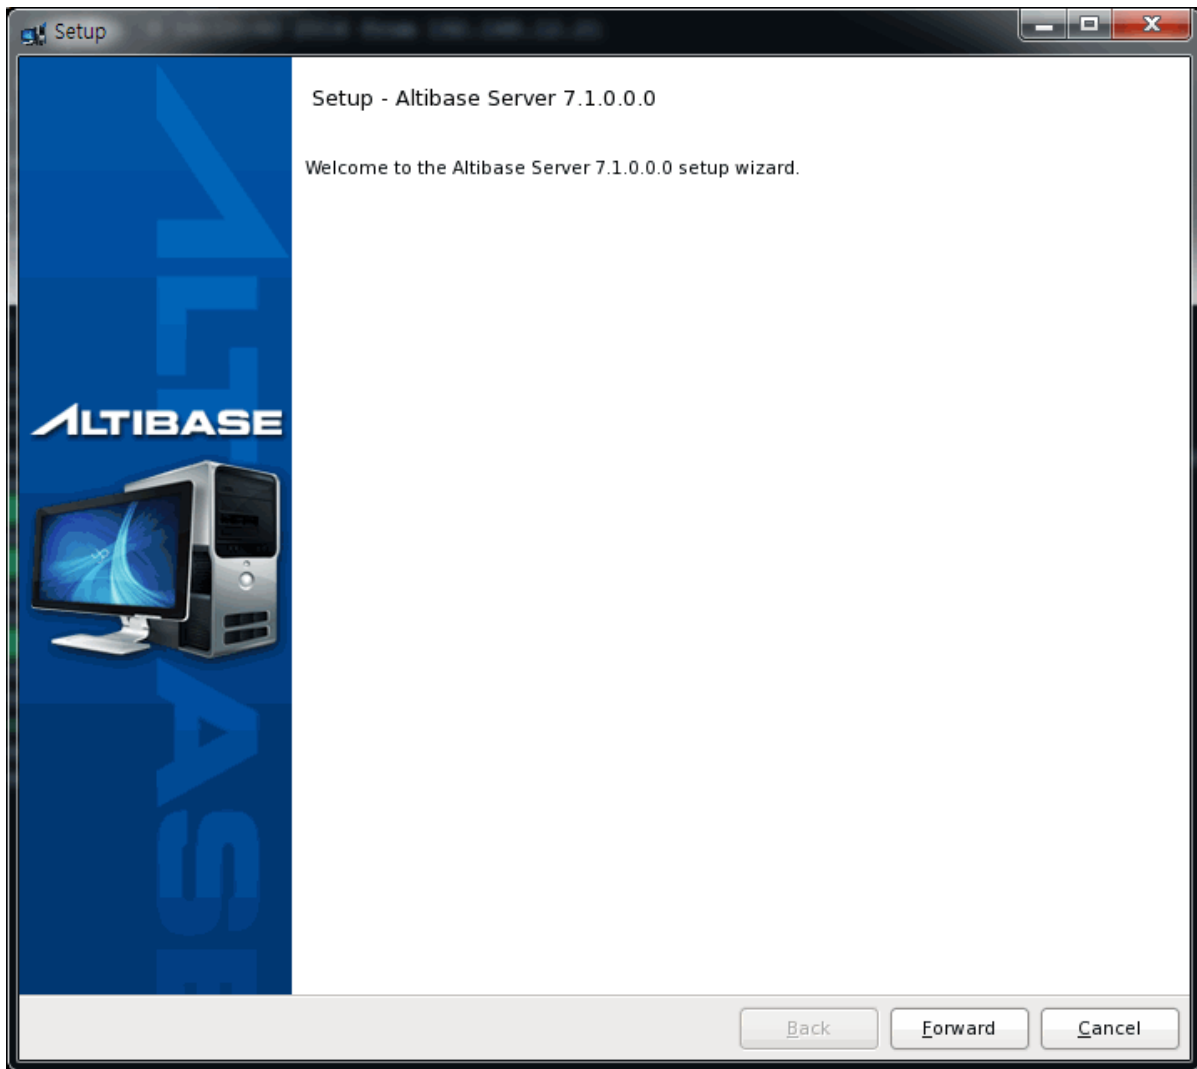 Setup
Setup - Altibase Server 7.1.0.0.0
Welcome to the Altibase Server 7.1.0.0.0 setup wizard.
ALTIBASE
ALTIBASE
Back
Forward
Cancel